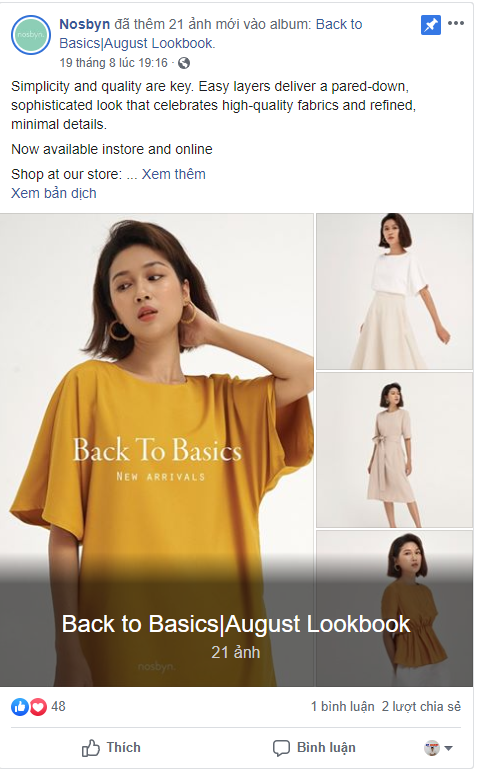 nosbyn.
Nosbyn đã thêm 21 ảnh mới vào album: Back to
Basics|August Lookbook.
19 tháng 8 lúc 19:16 ·
Simplicity and quality are key. Easy layers deliver a pared-down,
sophisticated look that celebrates high-quality fabrics and refined,
minimal details.
Now available instore and online
Shop at our store: ... Xem thêm
Xem bản dịch
Back To Basics
New arrivals
Back to Basics|August Lookbook
21 ảnh
nosbyn.
48
1 bình luận 2 lượt chia sẻ
Thích
Bình luận